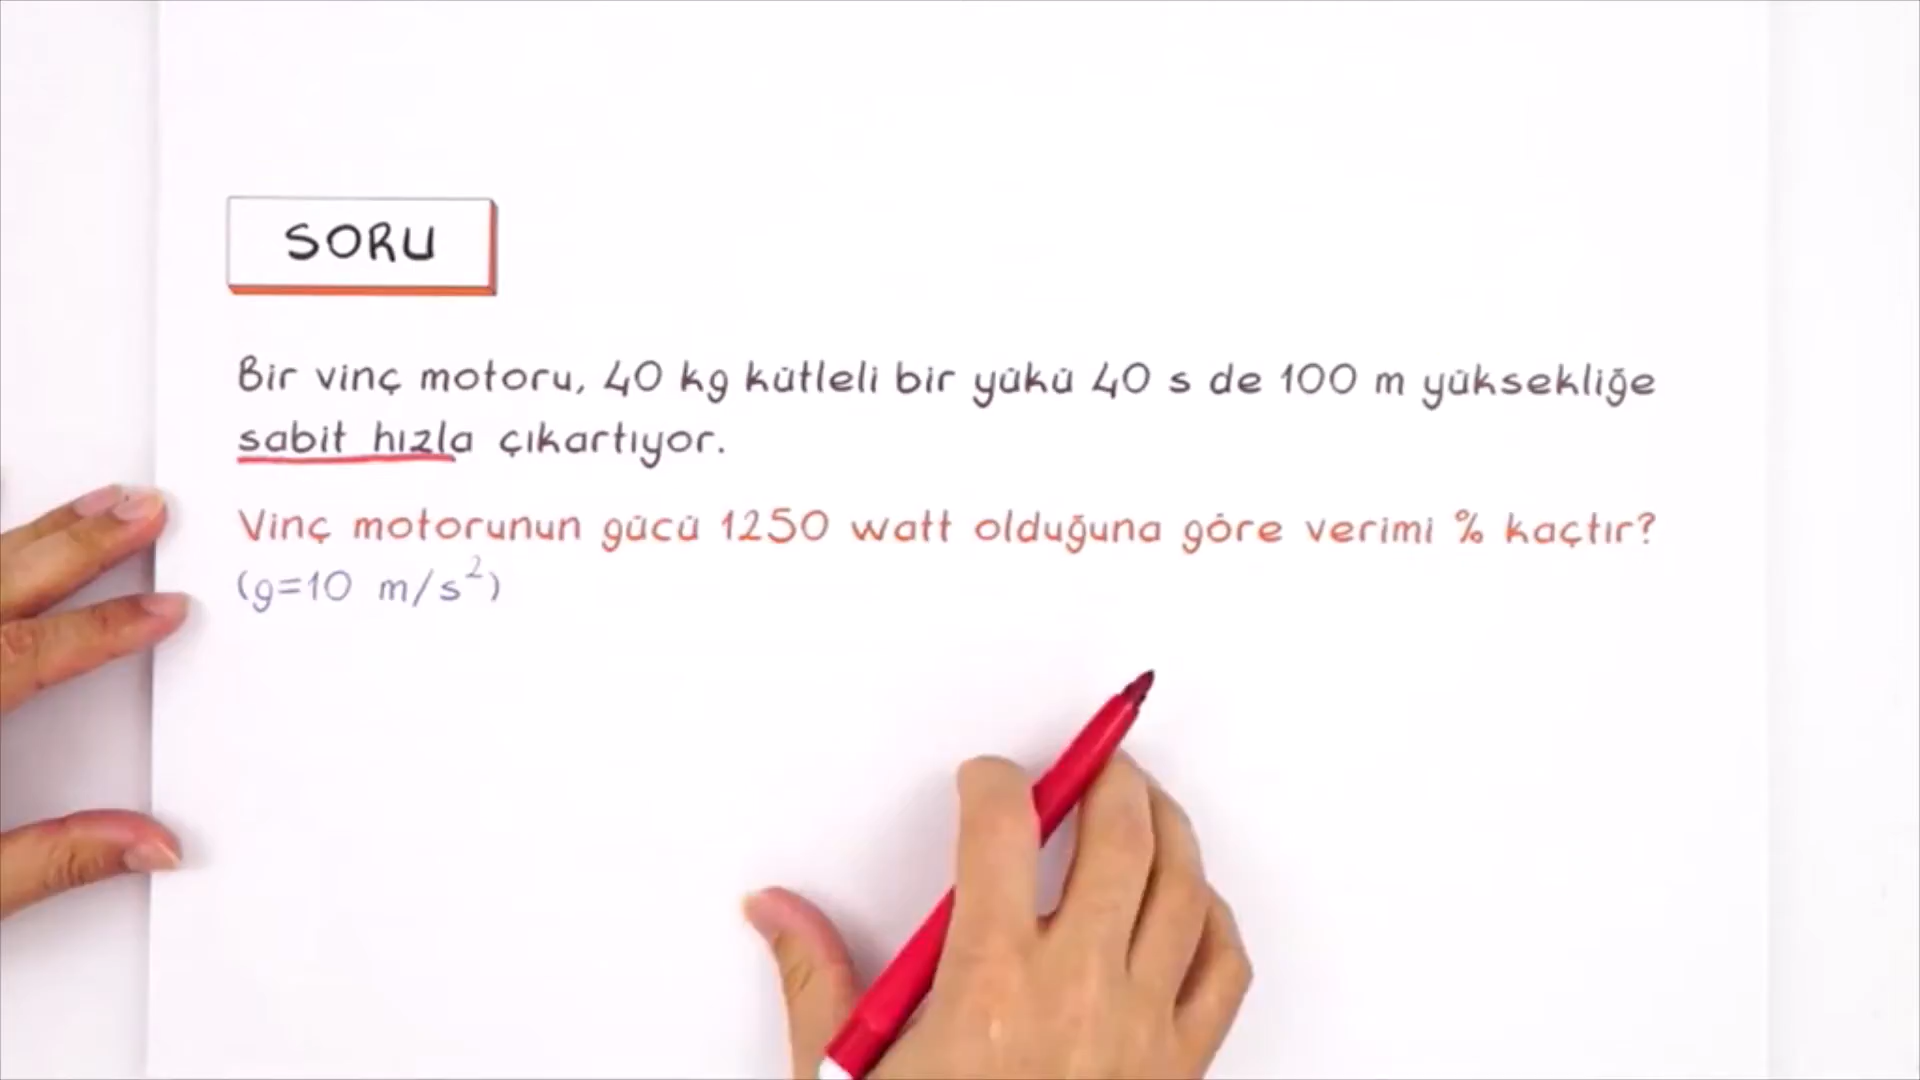 SORU
Bir vinç motoru, 40 kg kütleli bir yükü 40 s de 100 m yüksekliğe
sabit hızla çıkartıyor.
Vinç motorunun gücü 1250 watt olduğuna göre verimi % kaçtır?
(g=10 m/s²)